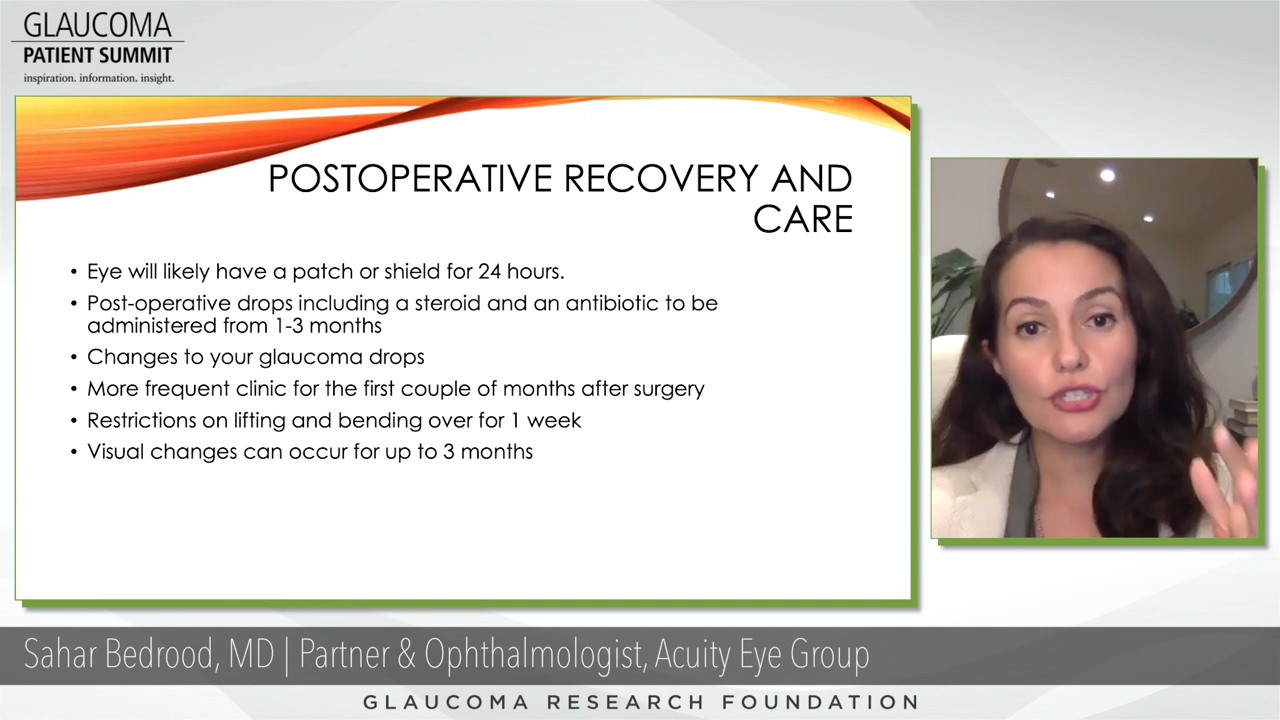 GLAUCOMA
PATIENT SUMMIT
inspiration. information. insight.
POSTOPERATIVE RECOVERY AND
CARE
• Eye will likely have a patch or shield for 24 hours.
• Post-operative drops including a steroid and an antibiotic to be
administered from 1-3 months
• Changes to your glaucoma drops
• More frequent clinic for the first couple of months after surgery
• Restrictions on lifting and bending over for 1 week
• Visual changes can occur for up to 3 months
Sahar Bedrood, MD | Partner & Ophthalmologist, Acuity Eye Group
GLAUCOMA RESEARCH FOUNDATION